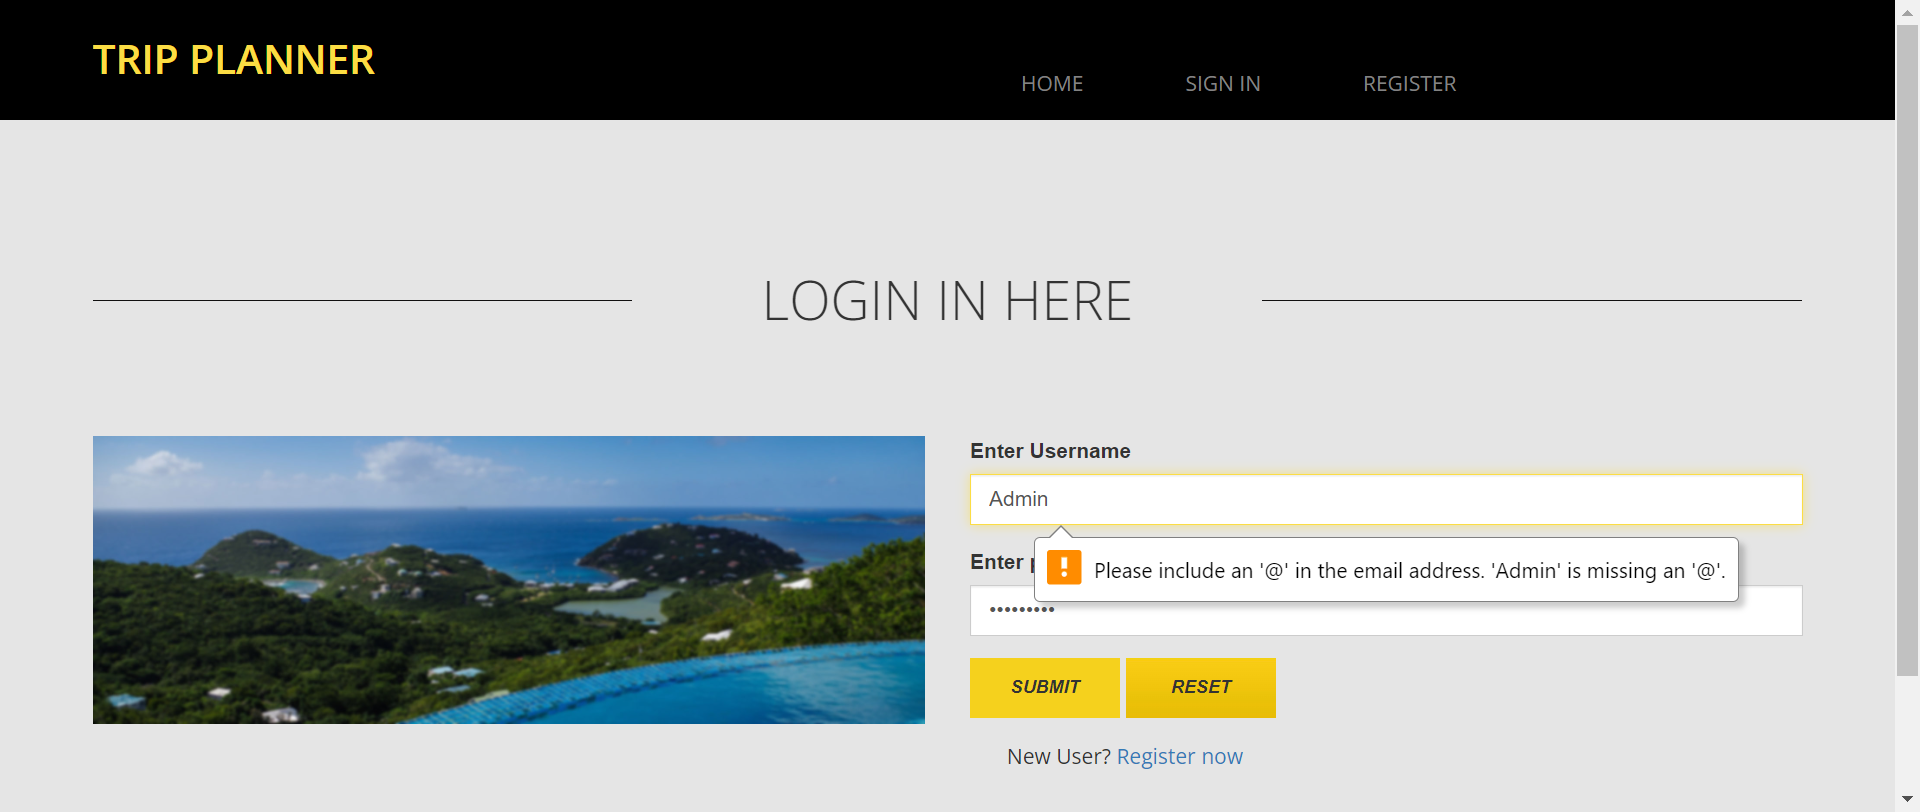 TRIP PLANNER
HOME SIGN IN REGISTER
LOGIN IN HERE
Enter Username
Admin
Please include an '@' in the email address. 'Admin' is missing an '@'.
Enter
•••••••••
SUBMIT RESET
New User? Register now